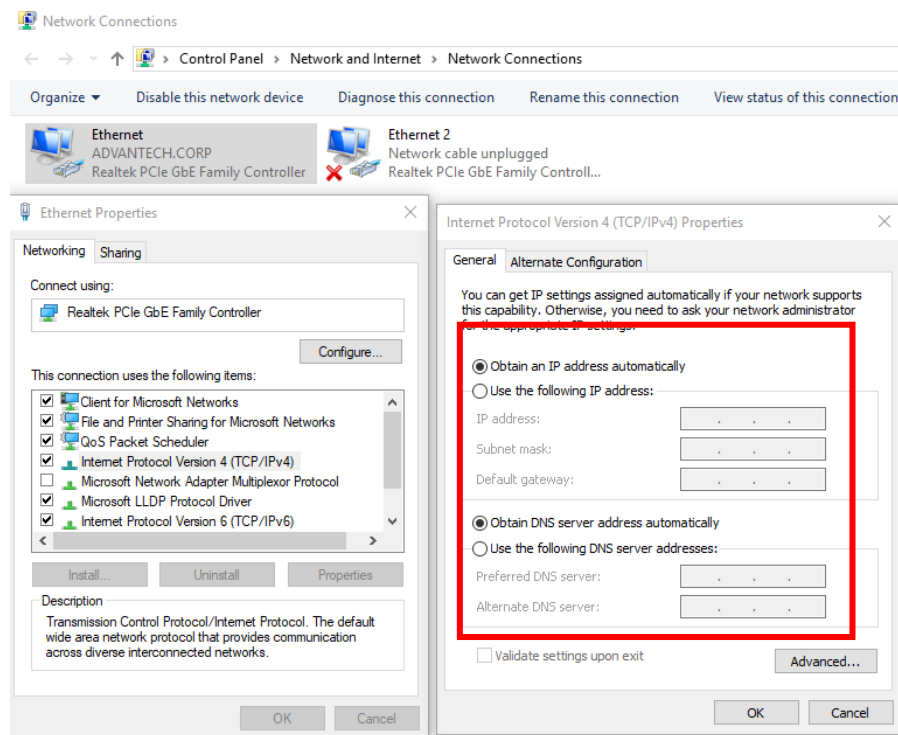 Network Connections
Control Panel > Network and Internet > Network Connections
Organize Disable this network device Diagnose this connection Rename this connection View status of this connection
Ethernet
ADVANTECH.CORP
Realtek PCIe GbE Family Controller
Ethernet 2
Network cable unplugged
Realtek PCIe GbE Family Controll...
Ethernet Properties
Networking Sharing
Connect using:
Realtek PCIe GbE Family Controller
Configure...
This connection uses the following items:
Client for Microsoft Networks
File and Printer Sharing for Microsoft Networks
QoS Packet Scheduler
Internet Protocol Version 4 (TCP/IPv4)
Microsoft Network Adapter Multiplexor Protocol
Microsoft LLDP Protocol Driver
Internet Protocol Version 6 (TCP/IPv6)
Install... Uninstall Properties
Description
Transmission Control Protocol/Internet Protocol. The default
wide area network protocol that provides communication
across diverse interconnected networks.
OK Cancel
Internet Protocol Version 4 (TCP/IPv4) Properties
General Alternate Configuration
You can get IP settings assigned automatically if your network supports
this capability. Otherwise, you need to ask your network administrator
for the appropriate IP settings.
Obtain an IP address automatically
Use the following IP address:
IP address:
Subnet mask:
Default gateway:
Obtain DNS server address automatically
Use the following DNS server addresses:
Preferred DNS server:
Alternate DNS server:
Validate settings upon exit
Advanced...
OK Cancel